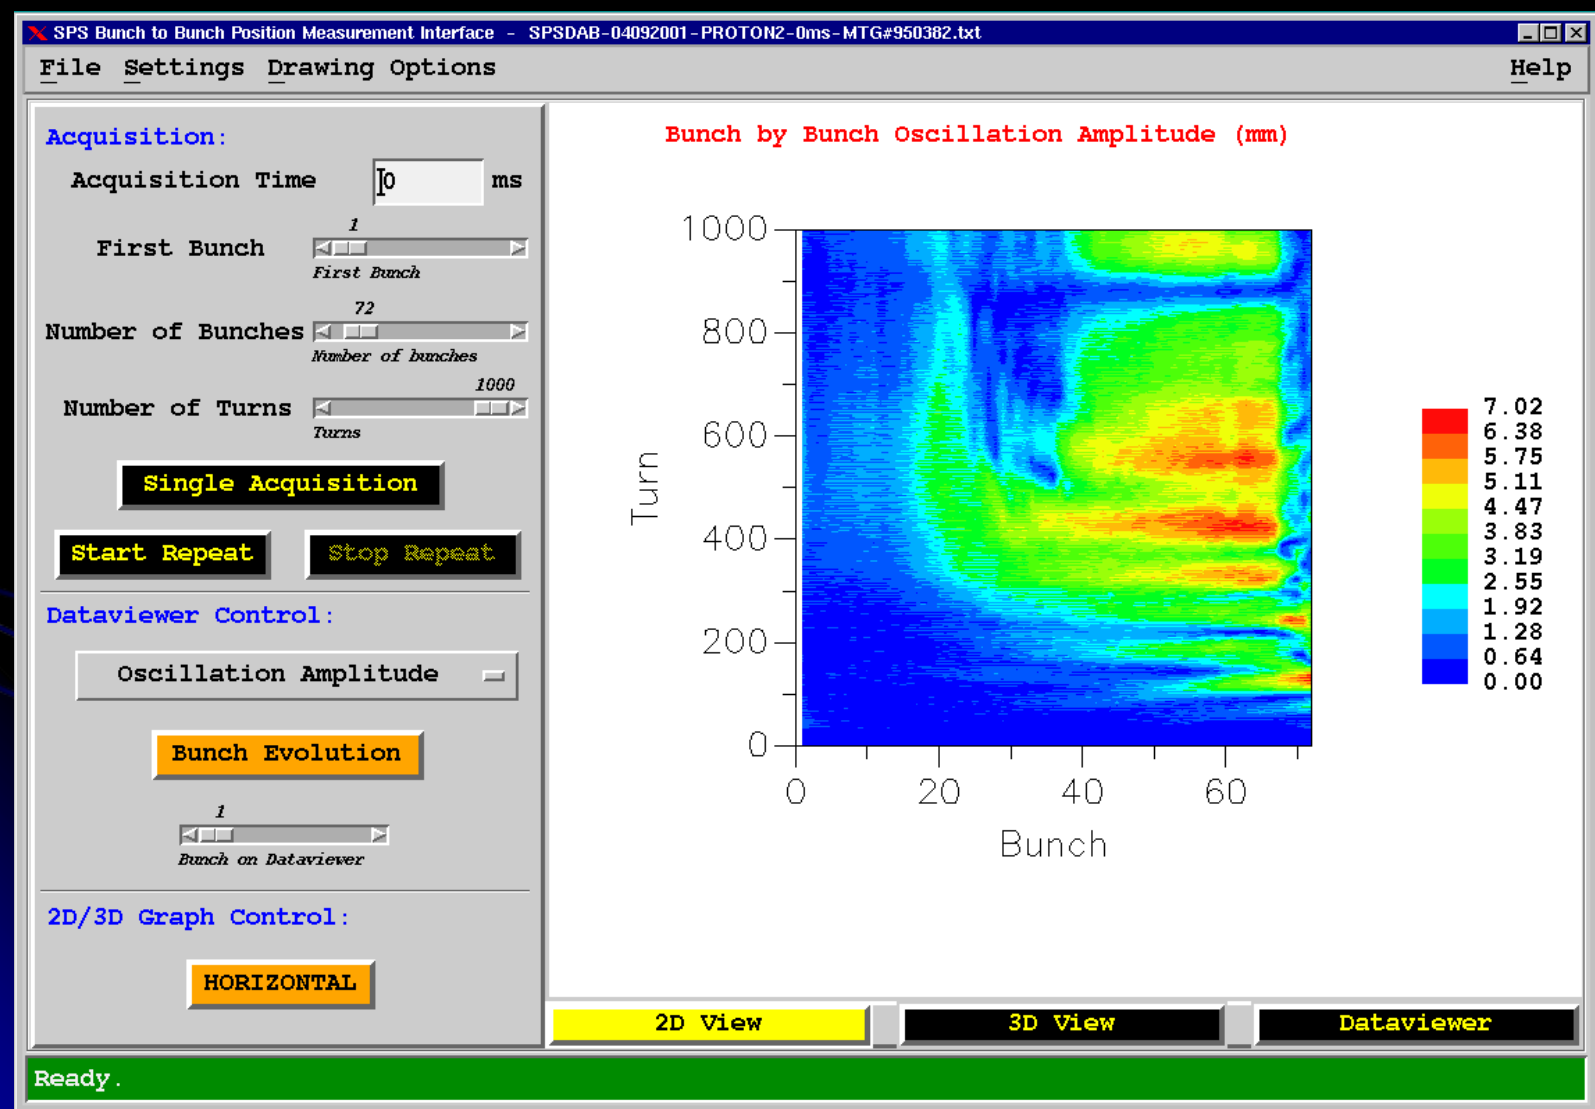 SPS Bunch to Bunch Position Measurement Interface - SPSDAB-04092001-PROTON2-0ms-MTG#950382.txt
File Settings Drawing Options Help
Acquisition:
Acquisition Time 0 ms
1
First Bunch
First Bunch
72
Number of Bunches
Number of bunches
1000
Number of Turns
Turns
Single Acquisition
Start Repeat Stop Repeat
Dataviewer Control:
Oscillation Amplitude
Bunch Evolution
1
Bunch on Dataviewer
2D/3D Graph Control:
HORIZONTAL
Bunch by Bunch Oscillation Amplitude (mm)
1000
800
600
400
200
0
Turn
0 20 40 60
Bunch
7.02
6.38
5.75
5.11
4.47
3.83
3.19
2.55
1.92
1.28
0.64
0.00
2D View 3D View Dataviewer
Ready.